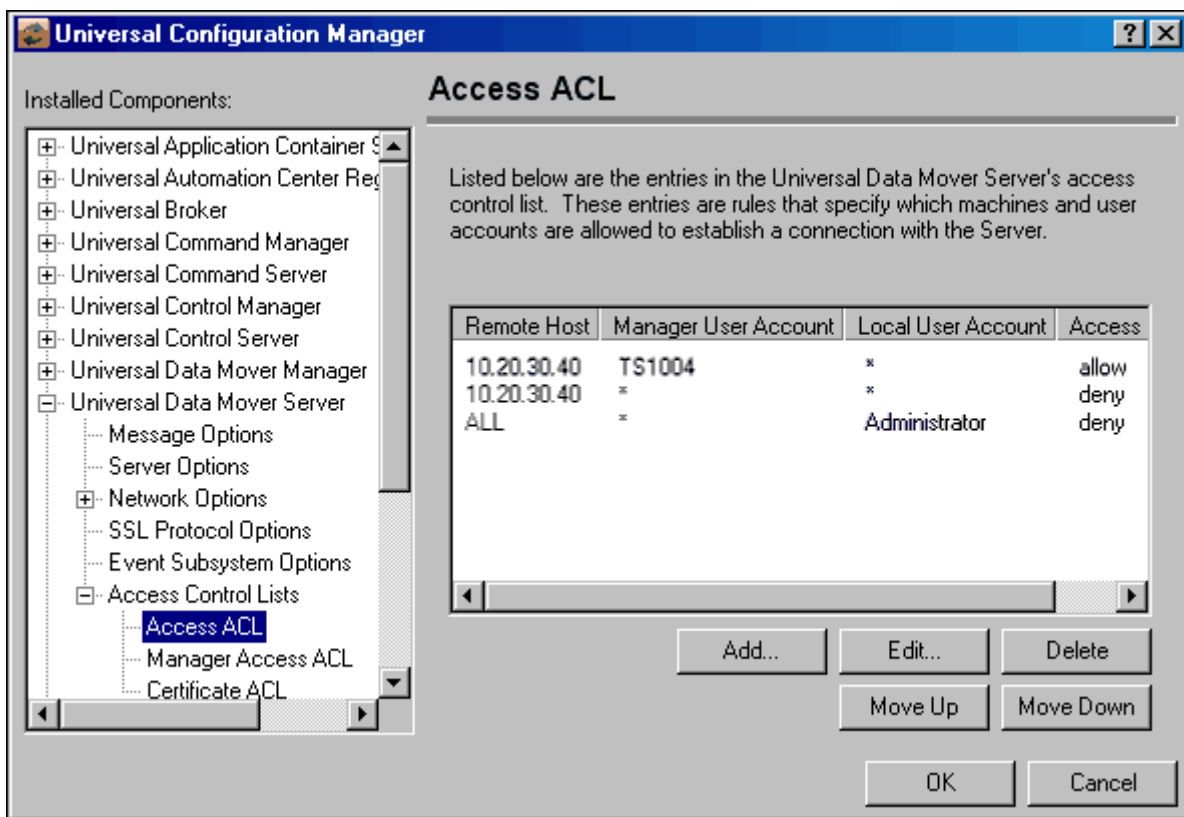 Universal Configuration Manager
Installed Components:
Universal Application Container S
Universal Automation Center Reg
Universal Broker
Universal Command Manager
Universal Command Server
Universal Control Manager
Universal Control Server
Universal Data Mover Manager
Universal Data Mover Server
Message Options
Server Options
Network Options
SSL Protocol Options
Event Subsystem Options
Access Control Lists
Access ACL
Manager Access ACL
Certificate ACL
Access ACL
Listed below are the entries in the Universal Data Mover Server's access
control list. These entries are rules that specify which machines and user
accounts are allowed to establish a connection with the Server.
Remote Host Manager User Account Local User Account Access
10.20.30.40 TS1004 * allow
10.20.30.40 * * deny
ALL * Administrator deny
Add... Edit... Delete
Move Up Move Down
OK Cancel